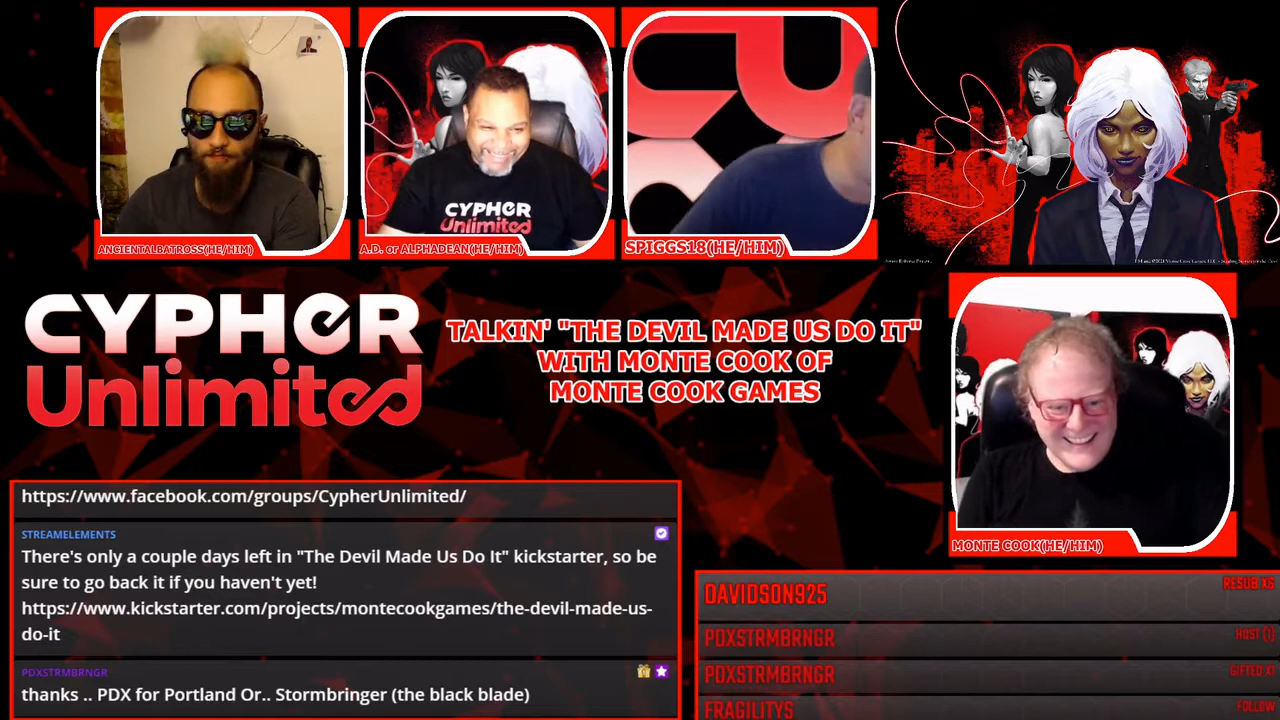 ANCIENTALBATROSS(HE/HIM)
A.D. or ALPHADEAN(HE/HIM)
SPIGGS18(HE/HIM)
CYPHER
Unlimited
CYPHER
Unlimited
TALKIN' "THE DEVIL MADE US DO IT"
WITH MONTE COOK OF
MONTE COOK GAMES
MONTE COOK(HE/HIM)
https://www.facebook.com/groups/CypherUnlimited/
STREAMELEMENTS
There's only a couple days left in "The Devil Made Us Do It" kickstarter, so be
sure to go back it if you haven't yet!
https://www.kickstarter.com/projects/montecookgames/the-devil-made-us-
do-it
PDXSTRMBRNGR
thanks .. PDX for Portland Or.. Stormbringer (the black blade)
DAVIDSON925
RESUB X6
PDXSTRMBRNGR
HOST (1)
PDXSTRMBRNGR
GIFTED X1
FRAGILITYS
FOLLOW